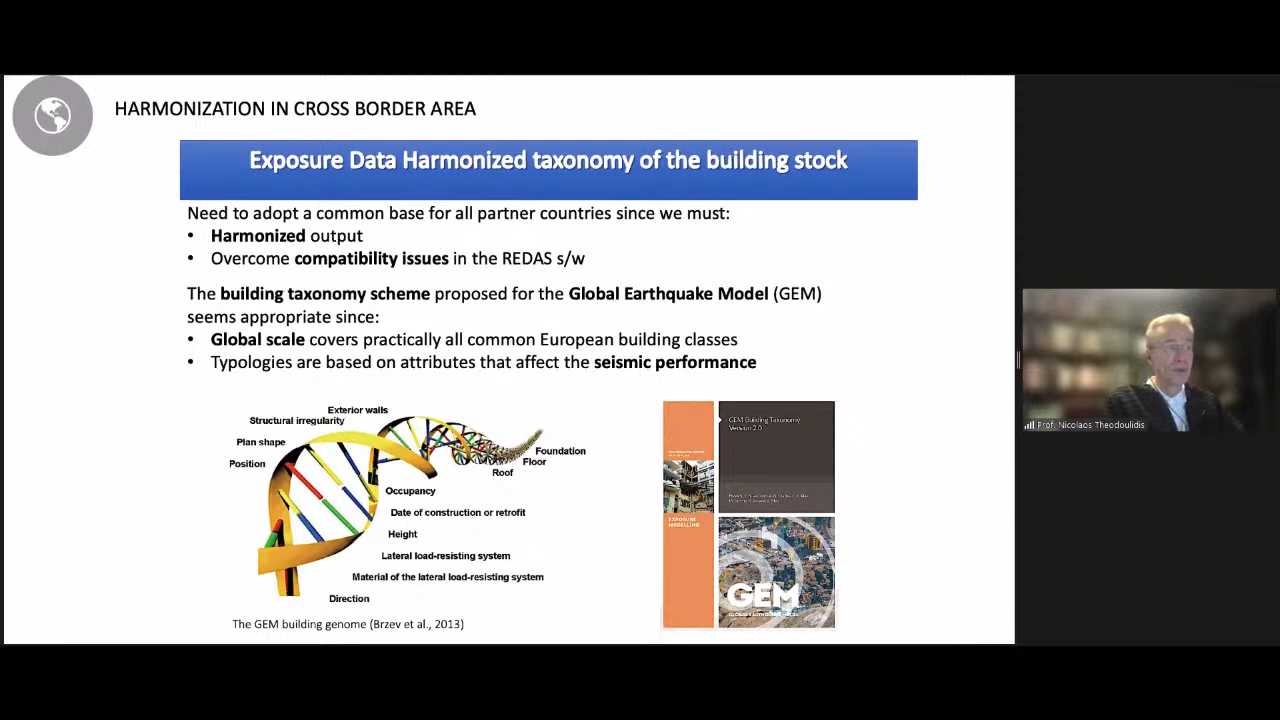 HARMONIZATION IN CROSS BORDER AREA
Exposure Data Harmonized taxonomy of the building stock
Need to adopt a common base for all partner countries since we must:
• Harmonized output
• Overcome compatibility issues in the REDAS s/w
The building taxonomy scheme proposed for the Global Earthquake Model (GEM)
seems appropriate since:
• Global scale covers practically all common European building classes
• Typologies are based on attributes that affect the seismic performance
Exterior walls
Structural irregularity
Plan shape
Position
Foundation
Floor
Roof
Occupancy
Date of construction or retrofit
Height
Lateral load-resisting system
Material of the lateral load-resisting system
Direction
The GEM building genome (Brzev et al., 2013)
GEM Building Taxonomy
Version 2.0
EXPOSURE
MODELLING
GEM
Prof. Nicolaos Theodoulidis